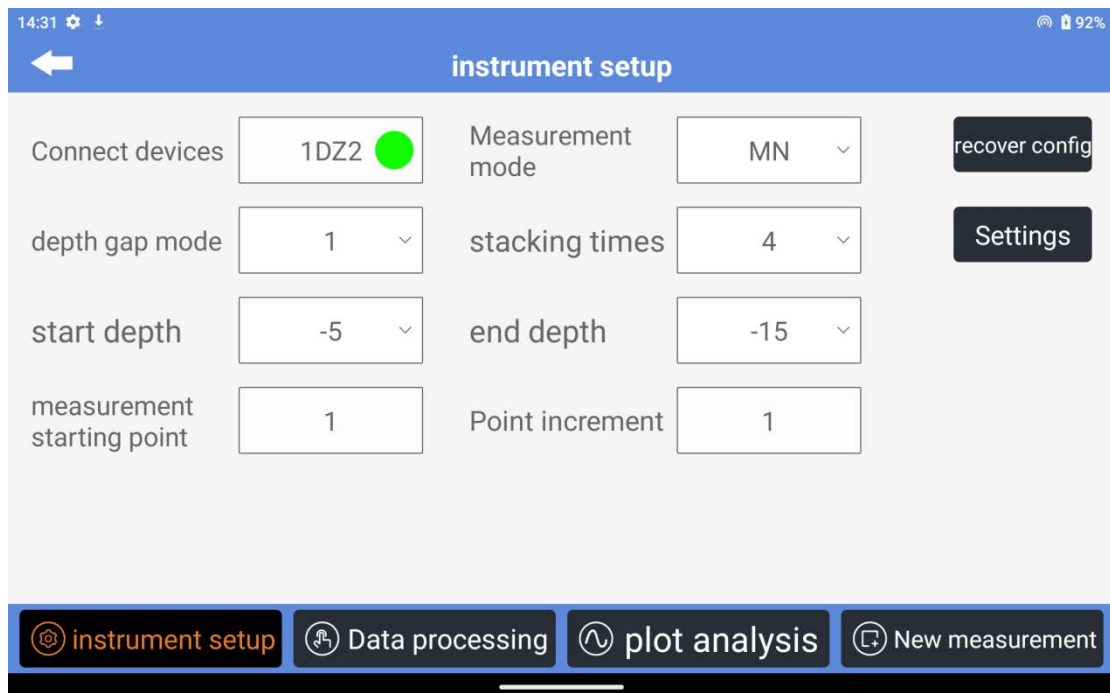 14:31
92%
instrument setup
Connect devices
1DZ2
Measurement
mode
MN
recover config
depth gap mode
1
stacking times
4
Settings
start depth
-5
end depth
-15
measurement
starting point
1
Point increment
1
instrument setup
Data processing
plot analysis
New measurement